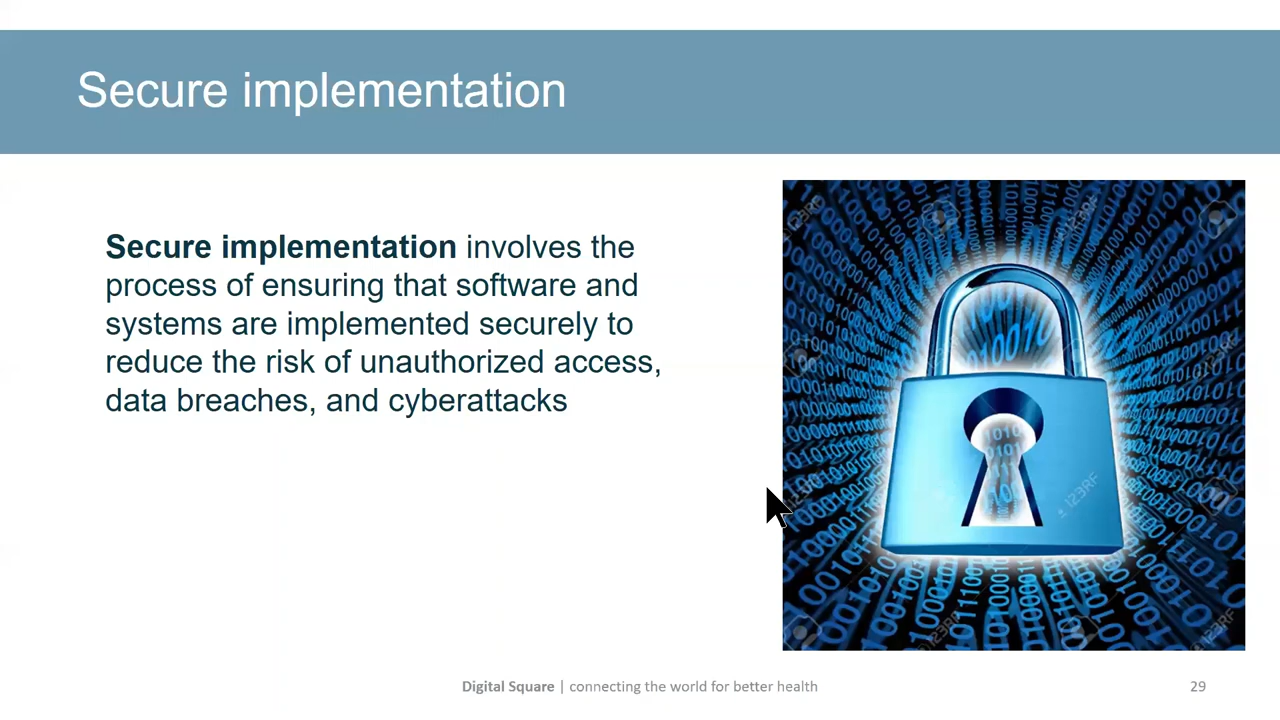 Secure implementation
Secure implementation involves the
process of ensuring that software and
systems are implemented securely to
reduce the risk of unauthorized access,
data breaches, and cyberattacks
123RF
Digital Square | connecting the world for better health
29